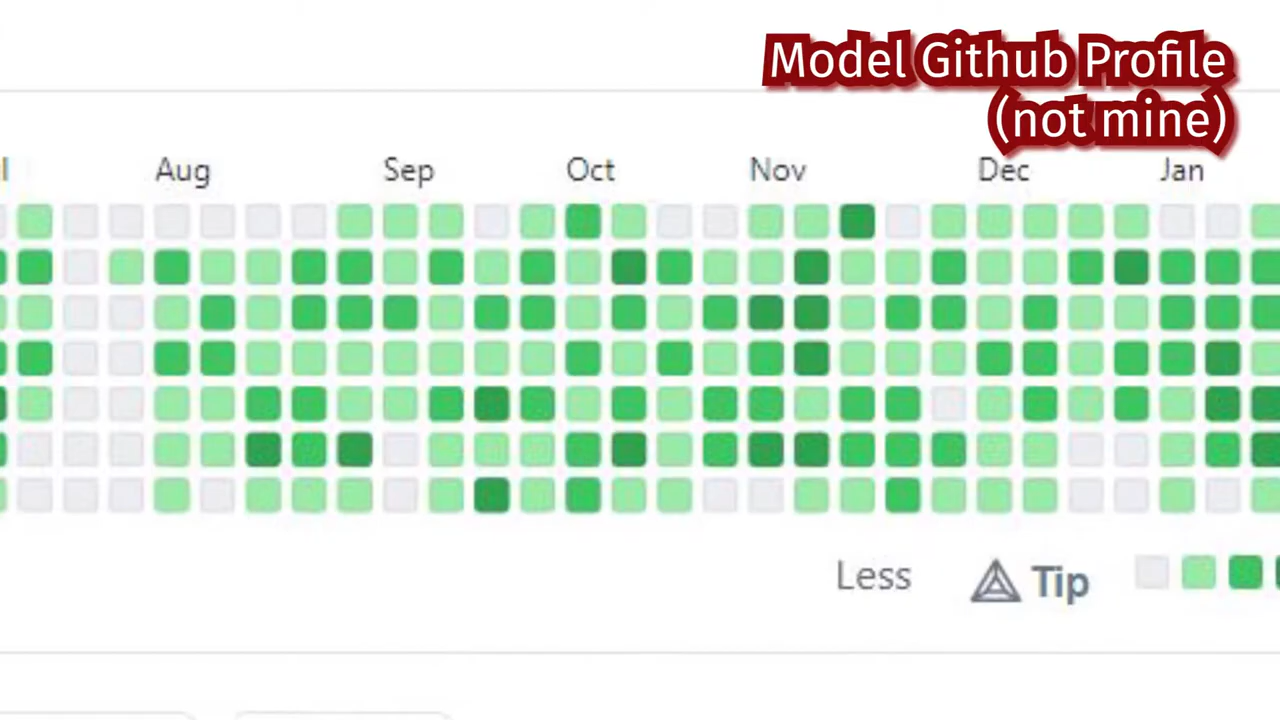 Model Github Profile
(not mine)
Aug Sep Oct Nov Dec Jan
Less Tip